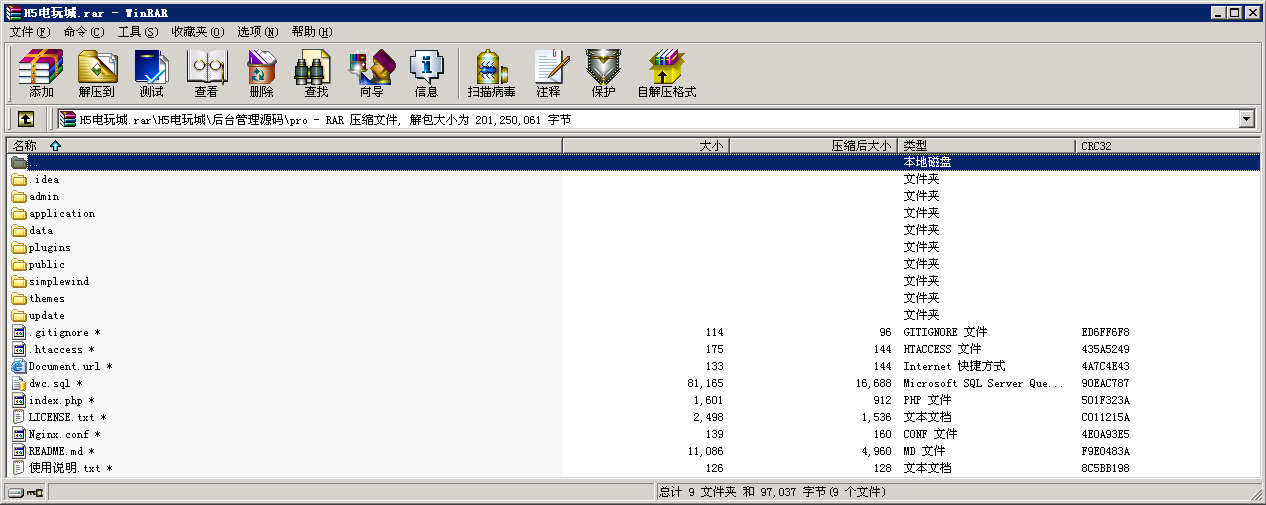 H5电玩城.rar - WinRAR
文件(F) 命令(C) 工具(S) 收藏夹(O) 选项(N) 帮助(H)
添加 解压到 测试 查看 删除 查找 向导 信息 扫描病毒 注释 保护 自解压格式
H5电玩城.rar\H5电玩城\后台管理源码\pro - RAR 压缩文件, 解包大小为 201,250,061 字节
名称 大小 压缩后大小 类型 CRC32
.. 本地磁盘
.idea 文件夹
admin 文件夹
application 文件夹
data 文件夹
plugins 文件夹
public 文件夹
simplewind 文件夹
themes 文件夹
update 文件夹
.gitignore * 114 96 GITIGNORE 文件 ED6FF6F8
.htaccess * 175 144 HTACCESS 文件 435A5249
Document.url * 133 144 Internet 快捷方式 4A7C4E43
dwc.sql * 81,165 16,688 Microsoft SQL Server Que... 90EAC787
index.php * 1,601 912 PHP 文件 501F323A
LICENSE.txt * 2,498 1,536 文本文档 C011215A
Nginx.conf * 139 160 CONF 文件 4E0A93E5
README.md * 11,086 4,960 MD 文件 F9E0483A
使用说明.txt * 126 128 文本文档 8C5BB198
总计 9 文件夹 和 97,037 字节(9 个文件)